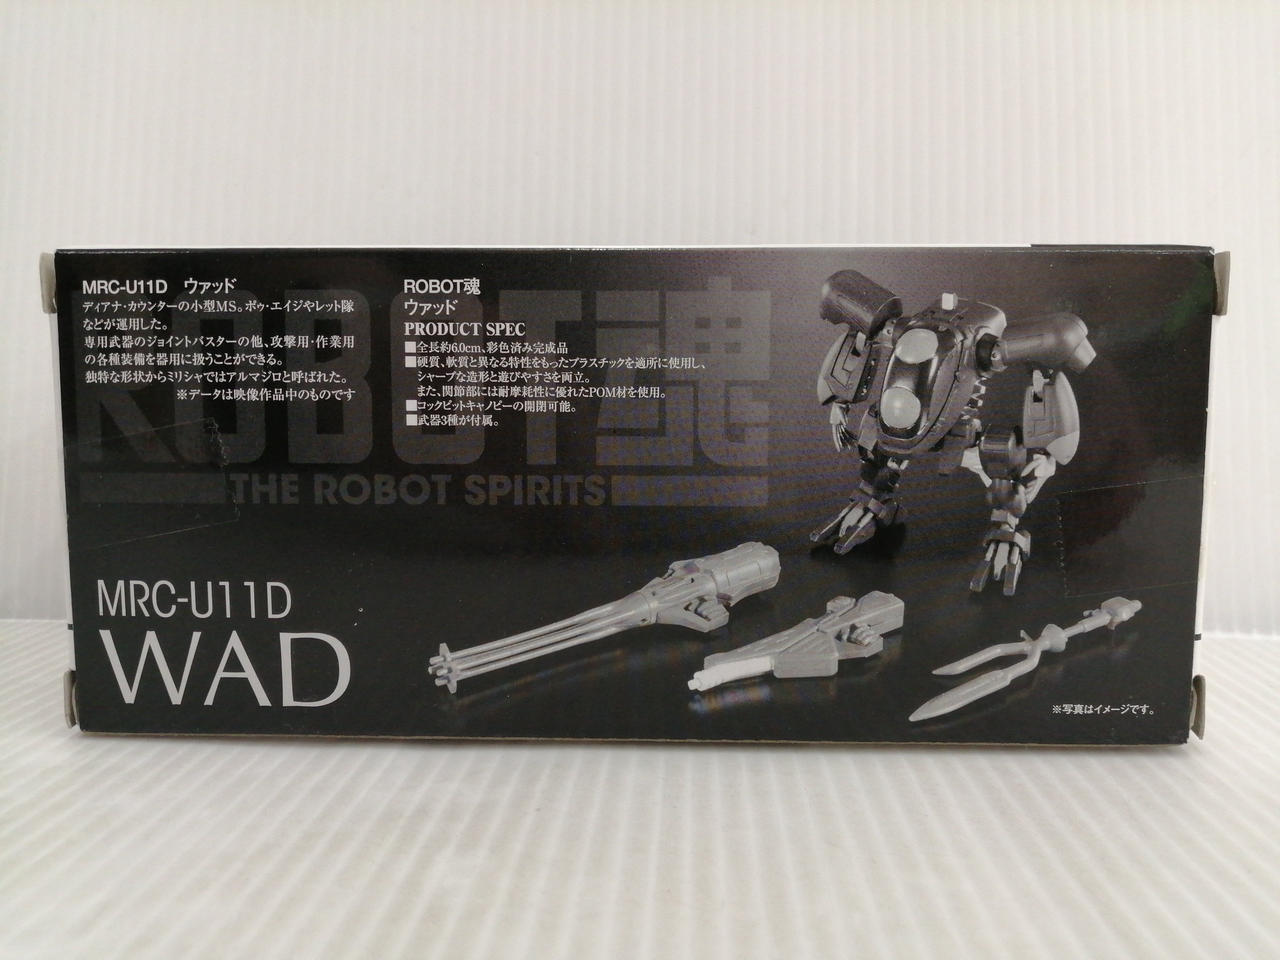 MRC-U11D ウァッド
ディアナ・カウンターの小型MS。ポゥ・エイジやレット隊
などが運用した。
専用武器のジョイントバスターの他、攻撃用・作業用
の各種装備を器用に扱うことができる。
独特な形状からミリシャではアルマジロと呼ばれた。
※データは映像作品中のものです
ROBOT魂
ウァッド
PRODUCT SPEC
■全長約6.0cm、彩色済み完成品
■硬質、軟質と異なる特性をもったプラスチックを適所に使用し、
シャープな造形と遊びやすさを両立。
また、関節部には耐摩耗性に優れたPOM材を使用。
■コックピットキャノピーの開閉可能。
■武器3種が付属。
ROBOT魂
THE ROBOT SPIRITS
MRC-U11D
WAD
※写真はイメージです。